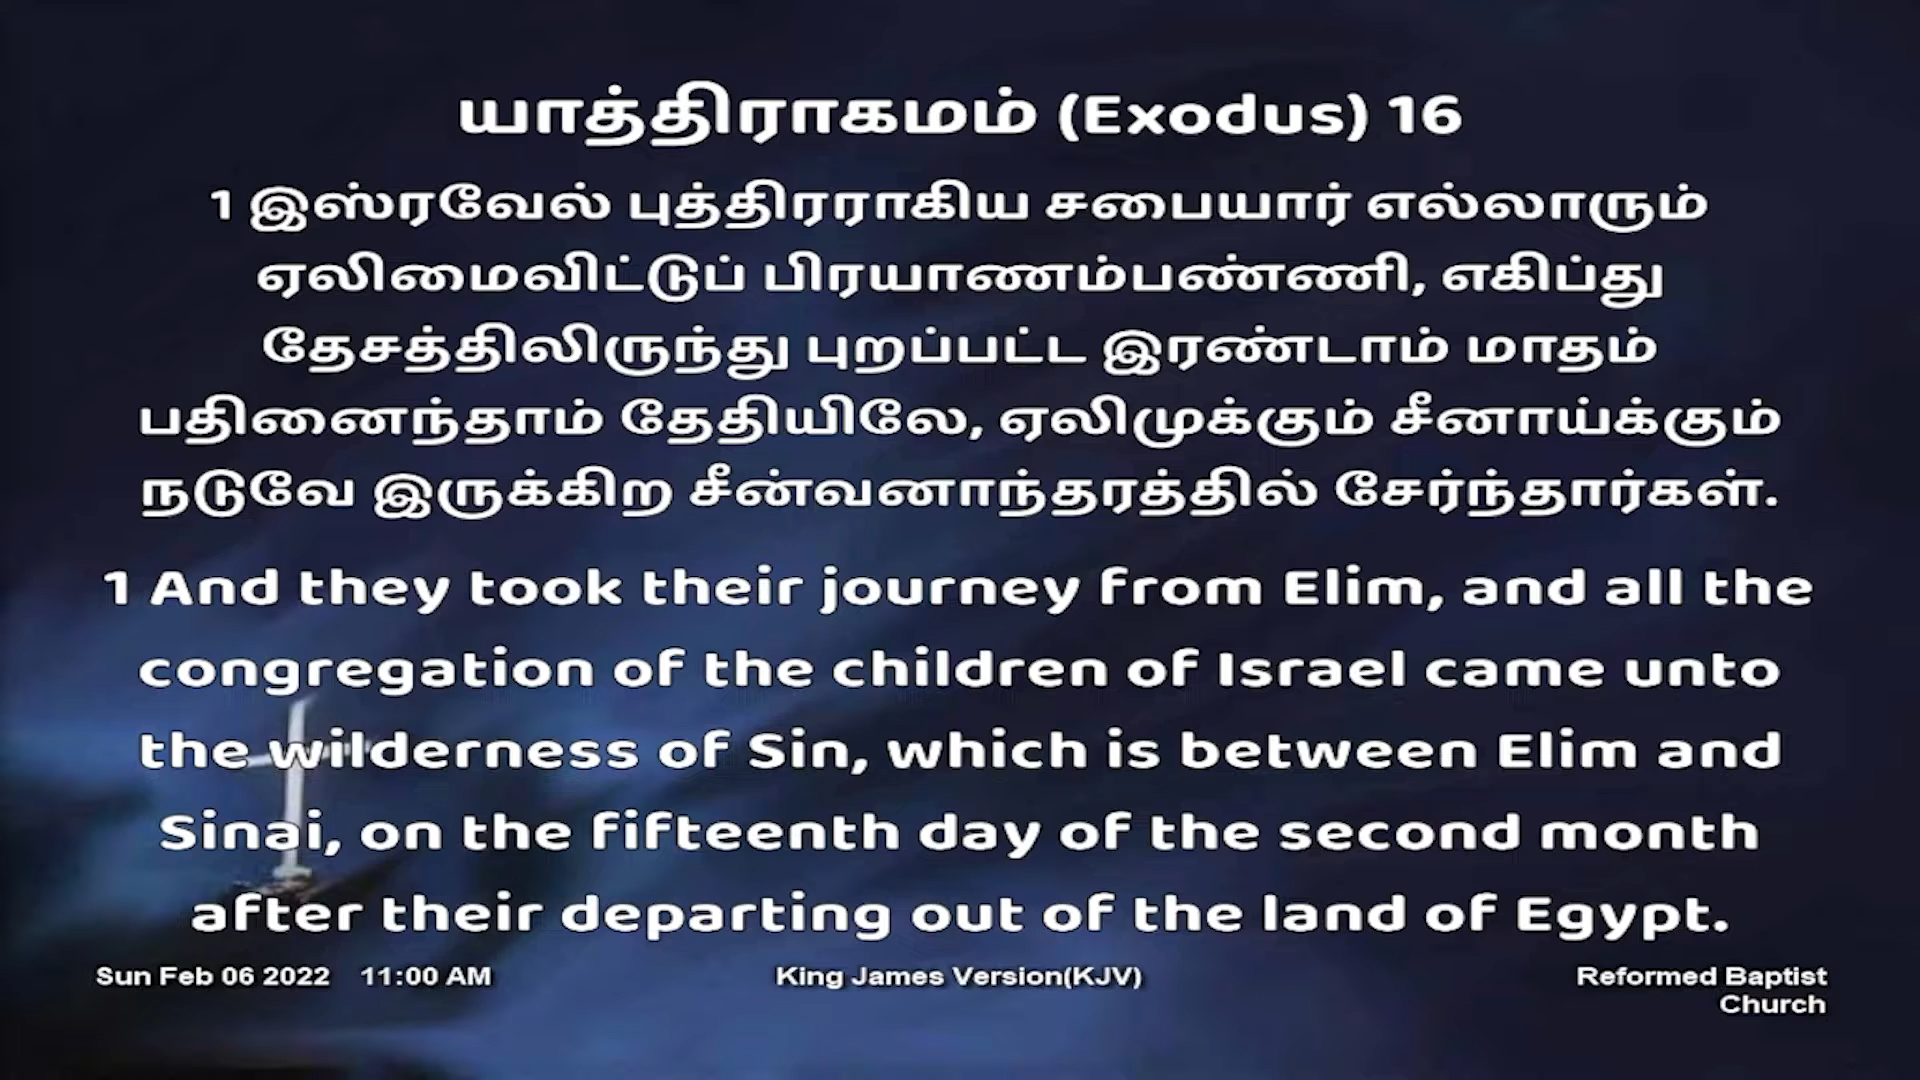 யாத்திராகமம் (Exodus) 16
1 இஸ்ரவேல் புத்திரராகிய சபையார் எல்லாரும்
ஏலிமைவிட்டுப் பிரயாணம்பண்ணி, எகிப்து
தேசத்திலிருந்து புறப்பட்ட இரண்டாம் மாதம்
பதினைந்தாம் தேதியிலே, ஏலிமுக்கும் சீனாய்க்கும்
நடுவே இருக்கிற சீன்வனாந்தரத்தில் சேர்ந்தார்கள்.
1 And they took their journey from Elim, and all the
congregation of the children of Israel came unto
the wilderness of Sin, which is between Elim and
Sinai, on the fifteenth day of the second month
after their departing out of the land of Egypt.
Sun Feb 06 2022 11:00 AM King James Version(KJV) Reformed Baptist
Church